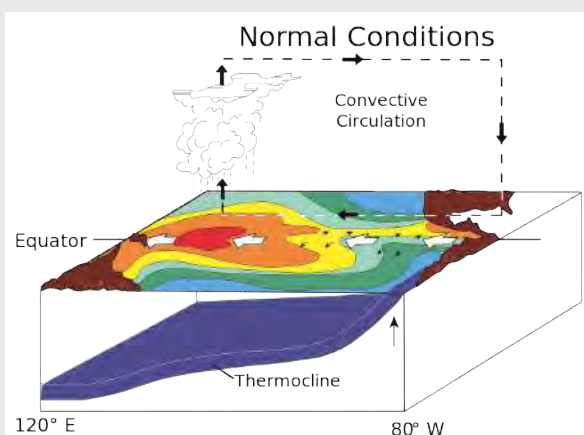 Normal Conditions
Convective
Circulation
Equator
Thermocline
120° E
80° W